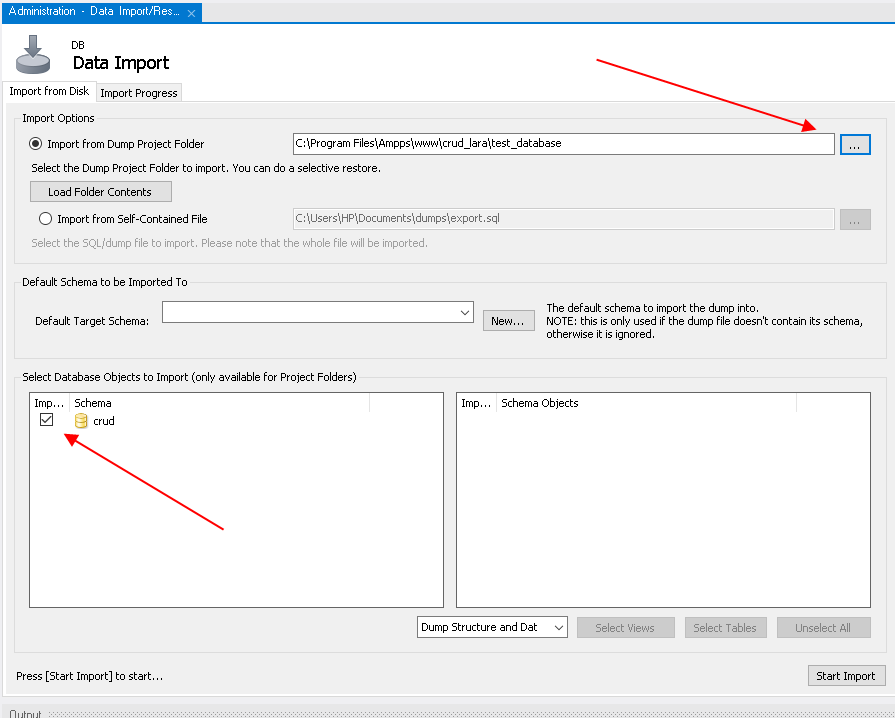 Administration - Data Import/Res...
DB
Data Import
Import from Disk
Import Progress
Import Options
Import from Dump Project Folder
C:\Program Files\Ampps\www\crud_lara\test_database
...
Select the Dump Project Folder to import. You can do a selective restore.
Load Folder Contents
Import from Self-Contained File
C:\Users\HP\Documents\dumps\export.sql
...
Select the SQL/dump file to import. Please note that the whole file will be imported.
Default Schema to be Imported To
Default Target Schema:
New...
The default schema to import the dump into.
NOTE: this is only used if the dump file doesn't contain its schema,
otherwise it is ignored.
Select Database Objects to Import (only available for Project Folders)
Imp... Schema
crud
Imp... Schema Objects
Dump Structure and Dat
Select Views
Select Tables
Unselect All
Press [Start Import] to start...
Start Import
Output